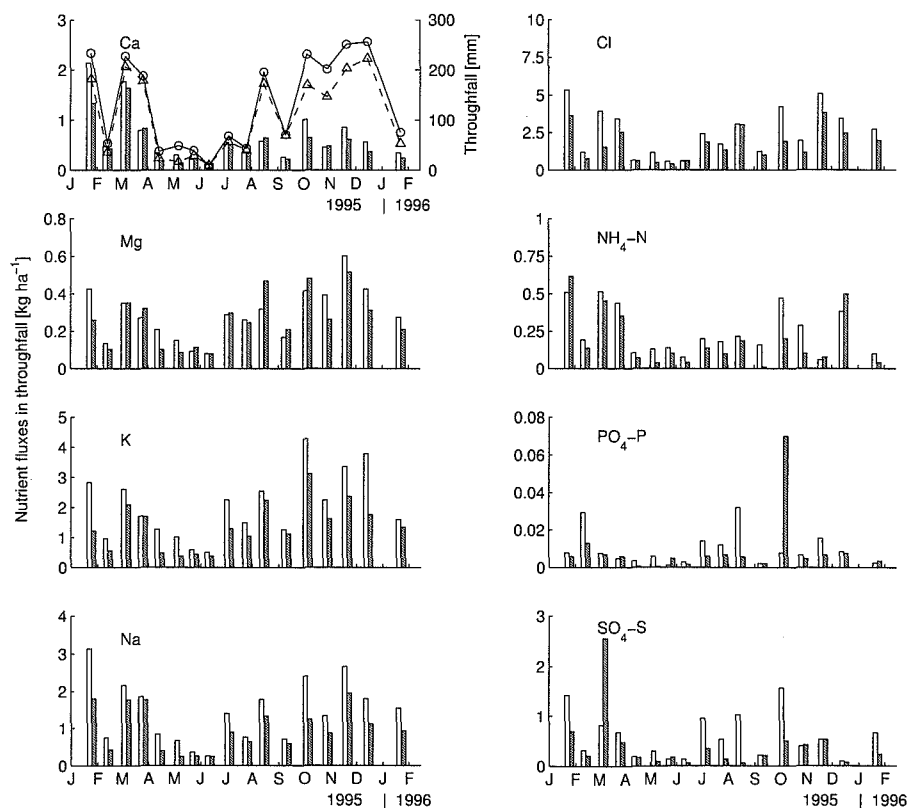 Nutrient fluxes in throughfall [kg ha⁻¹]
3
2
1
0
Ca
300
200
100
0
Throughfall [mm]
J F M A M J J A S O N D J F
1995 | 1996
10
7.5
5
2.5
0
Cl
0.8
0.6
0.4
0.2
0
Mg
1
0.75
0.5
0.25
0
NH₄–N
5
4
3
2
1
0
K
0.08
0.06
0.04
0.02
0
PO₄–P
4
3
2
1
0
Na
J F M A M J J A S O N D J F
1995 | 1996
3
2
1
0
SO₄–S
J F M A M J J A S O N D J F
1995 | 1996